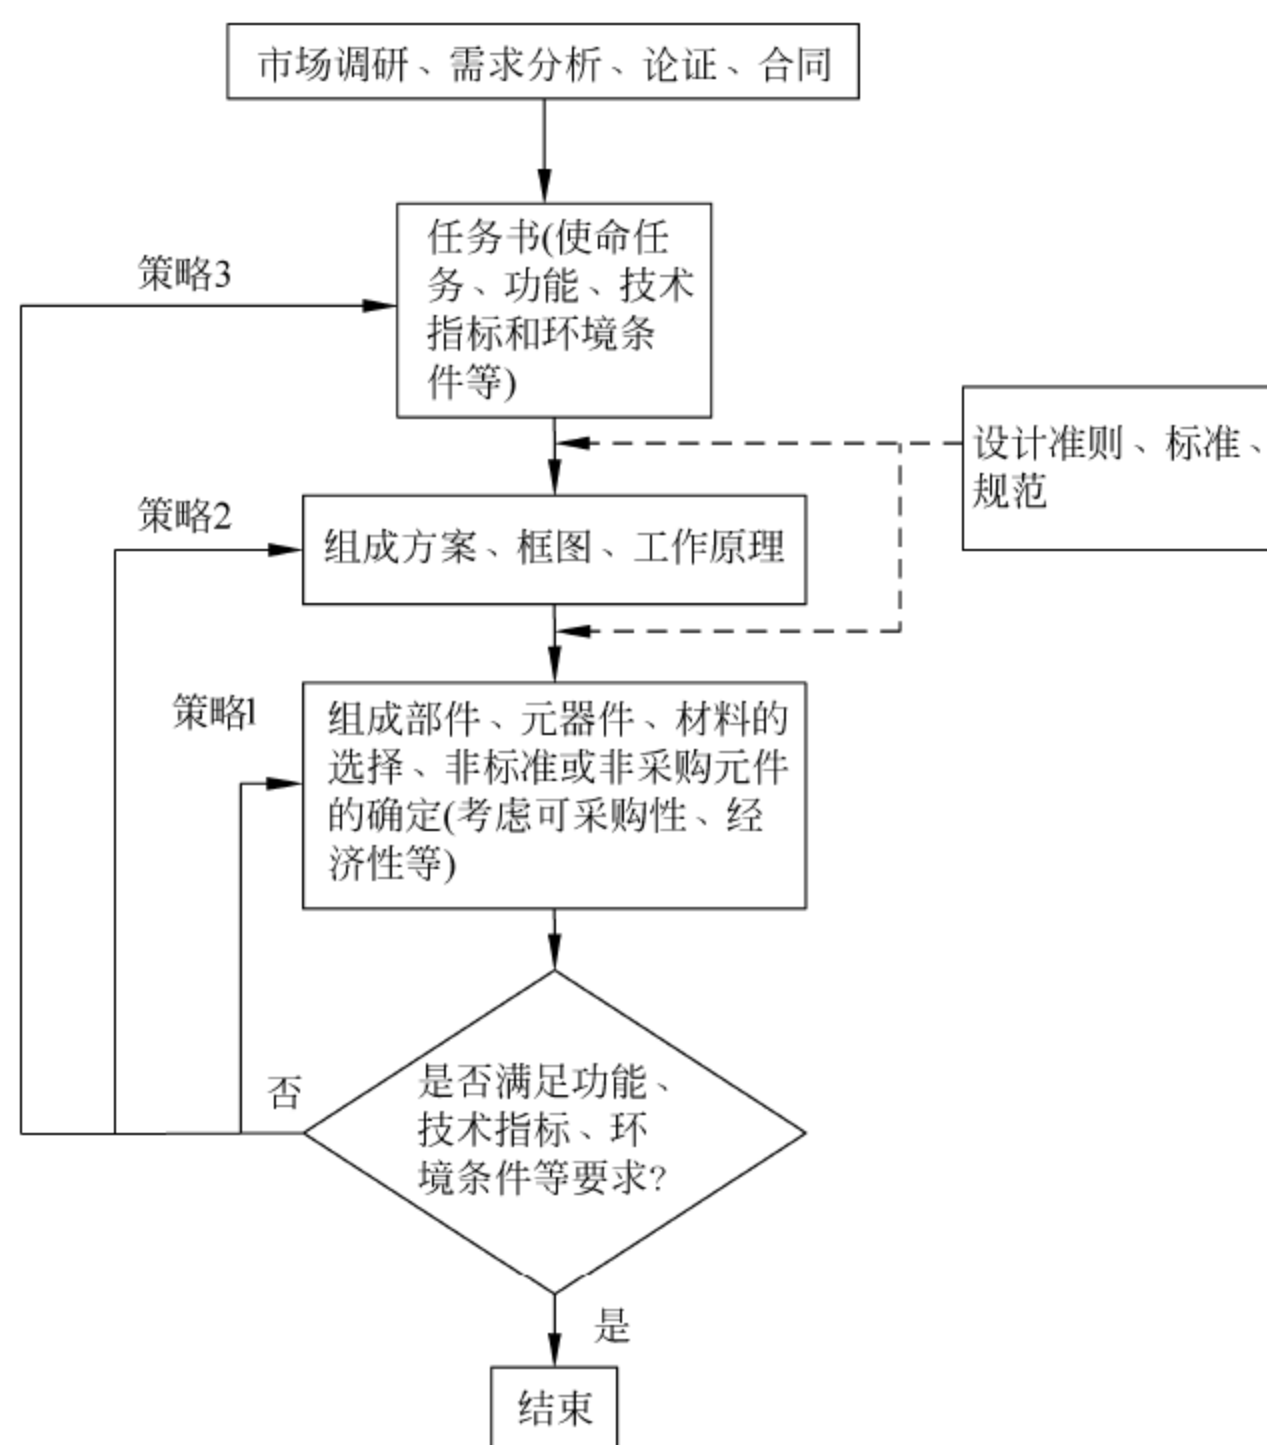 市场调研、需求分析、论证、合同
任务书(使命任
务、功能、技术
指标和环境条
件等)
策略3
设计准则、标准、
规范
策略2
组成方案、框图、工作原理
策略1
组成部件、元器件、材料的
选择、非标准或非采购元件
的确定(考虑可采购性、经
济性等)
否
是否满足功能、
技术指标、环
境条件等要求?
是
结束